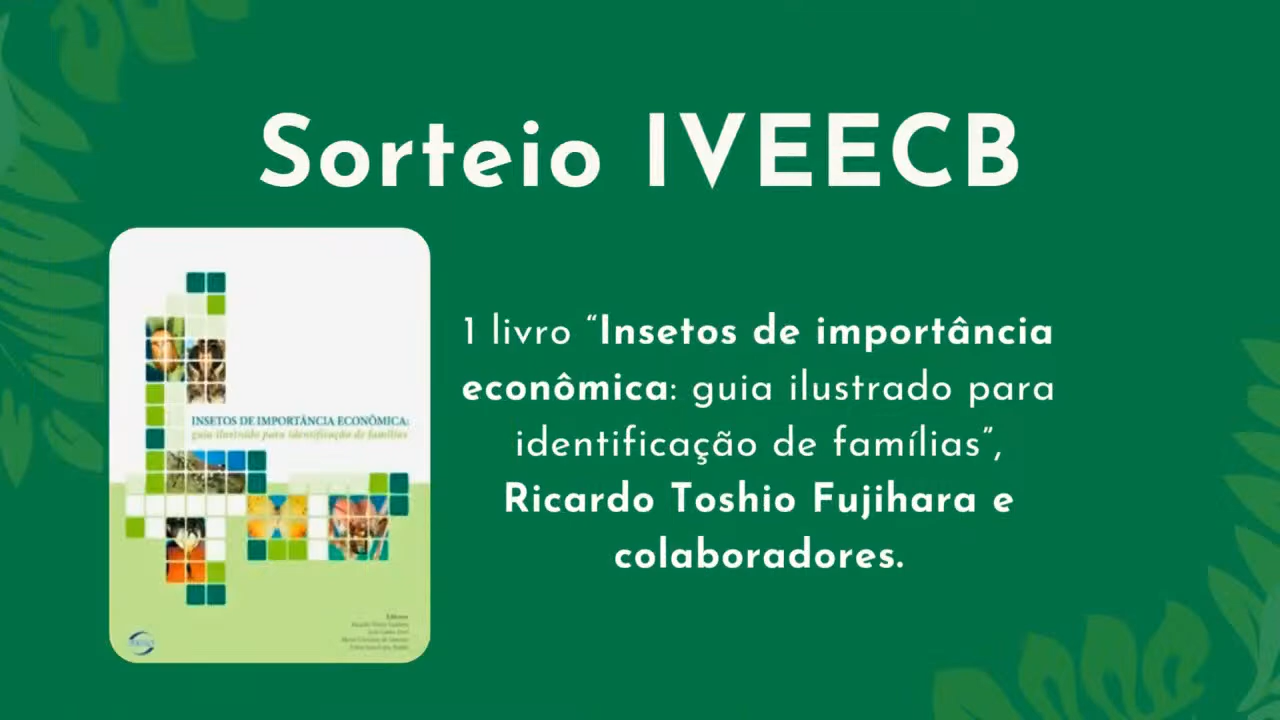 Sorteio IVEECB
INSETOS DE IMPORTÂNCIA ECONÔMICA:
guia ilustrado para identificação de famílias
1 livro “Insetos de importância
econômica: guia ilustrado para
identificação de famílias”,
Ricardo Toshio Fujihara e
colaboradores.